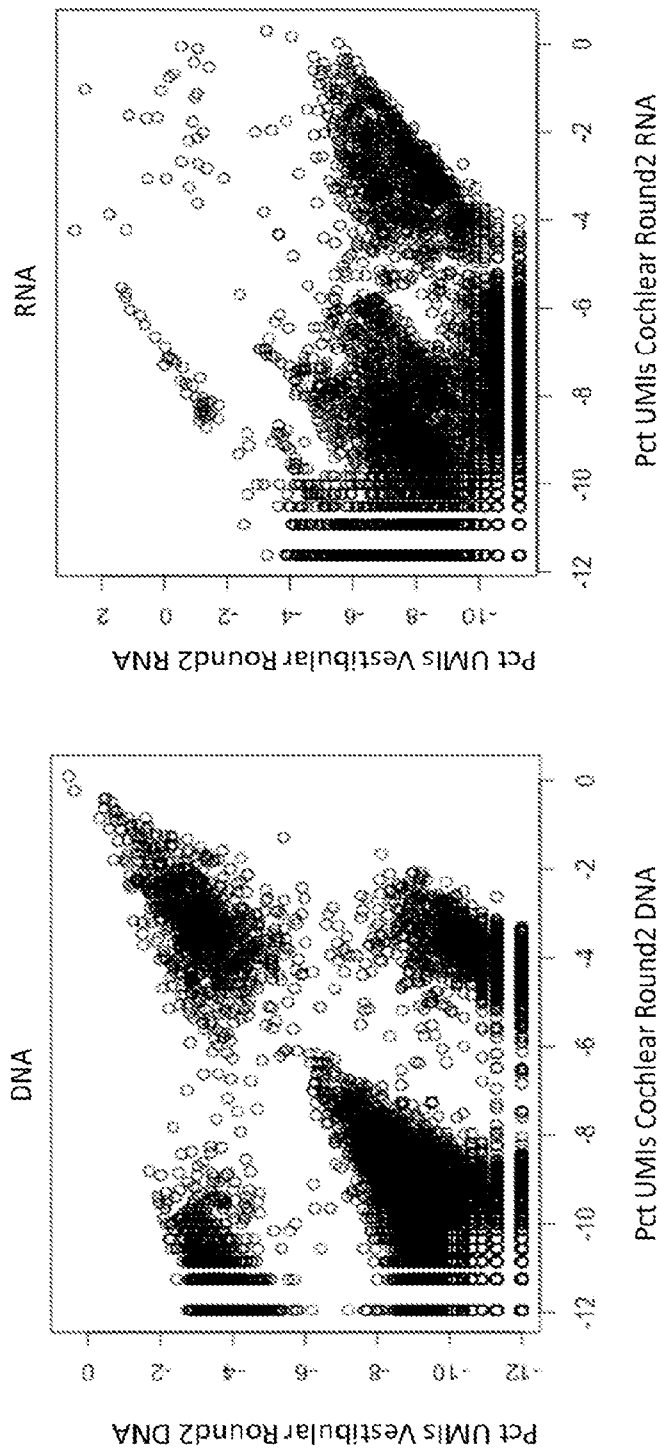 DNA
Pct UMIs Vestibular Round2 DNA
0
-2
-4
-6
-8
-10
-12
-12 -10 -8 -6 -4 -2 0
Pct UMIs Cochlear Round2 DNA
RNA
Pct UMIs Vestibular Round2 RNA
2
0
-2
-4
-6
-8
-10
-12 -10 -8 -6 -4 -2 0
Pct UMIs Cochlear Round2 RNA